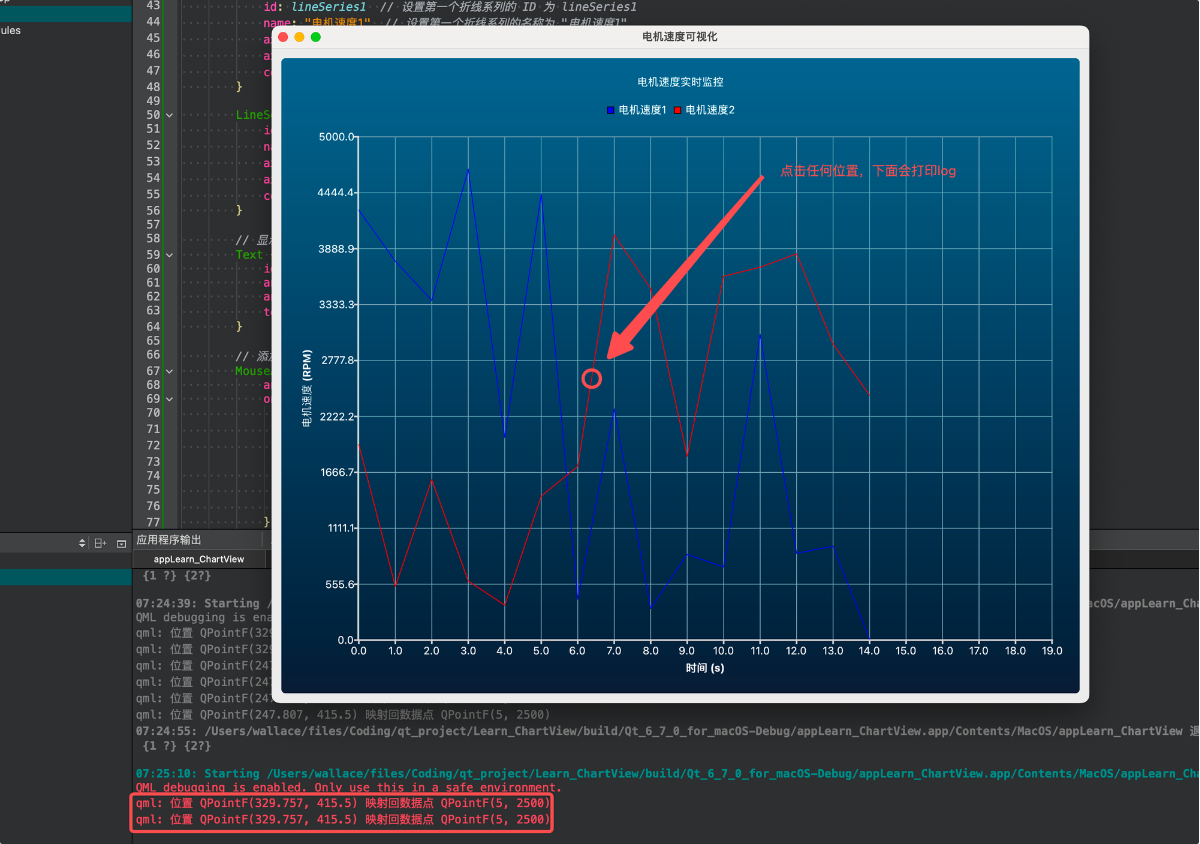 43 id: lineSeries1 // 设置第一个折线系列的 ID 为 lineSeries1
ules
44 name: "电机速度1" // 设置第一个折线系列的名称为 "电机速度1"
45 a
46 a
47 c
48 }
49
50 LineS
51 i
52 n
53 a
54 a
55 c
56 }
57
58 // 显
59 Text
60 i
61 a
62 a
63 t
64 }
65
66 // 添
67 Mouse
68 a
69 o
70
71
72
73
74
75
76
77 }
电机速度可视化
电机速度实时监控
电机速度1 电机速度2
点击任何位置，下面会打印log
5000.0
4444.4
3888.9
3333.3
2777.8
2222.2
1666.7
1111.1
555.6
0.0
电机速度 (RPM)
0.0 1.0 2.0 3.0 4.0 5.0 6.0 7.0 8.0 9.0 10.0 11.0 12.0 13.0 14.0 15.0 16.0 17.0 18.0 19.0
时间 (s)
应用程序输出
appLearn_ChartView
{1 ?} {2?}
07:24:39: Starting / acOS/appLearn_Cha
QML debugging is ena
qml: 位置 QPointF(329
qml: 位置 QPointF(329
qml: 位置 QPointF(247
qml: 位置 QPointF(247
qml: 位置 QPointF(247
qml: 位置 QPointF(247.807, 415.5) 映射回数据点 QPointF(5, 2500)
07:24:55: /Users/wallace/files/Coding/qt_project/Learn_ChartView/build/Qt_6_7_0_for_macOS-Debug/appLearn_ChartView.app/Contents/MacOS/appLearn_ChartView 退
{1 ?} {2?}
07:25:10: Starting /Users/wallace/files/Coding/qt_project/Learn_ChartView/build/Qt_6_7_0_for_macOS-Debug/appLearn_ChartView.app/Contents/MacOS/appLearn_Cha
QML debugging is enabled. Only use this in a safe environment.
qml: 位置 QPointF(329.757, 415.5) 映射回数据点 QPointF(5, 2500)
qml: 位置 QPointF(329.757, 415.5) 映射回数据点 QPointF(5, 2500)